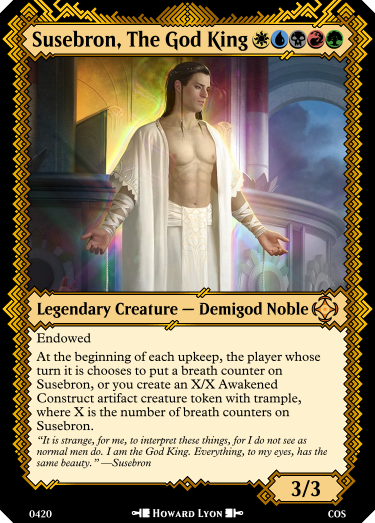 Susebron, The God King
Legendary Creature — Demigod Noble
Endowed
At the beginning of each upkeep, the player whose
turn it is chooses to put a breath counter on
Susebron, or you create an X/X Awakened
Construct artifact creature token with trample,
where X is the number of breath counters on
Susebron.
“It is strange, for me, to interpret these things, for I do not see as
normal men do. I am the God King. Everything, to my eyes, has the
same beauty.” —Susebron
3/3
0420
Howard Lyon
COS